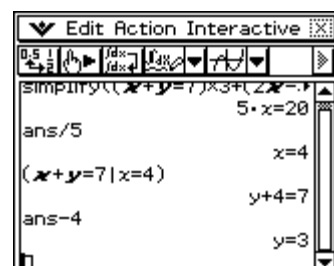 Edit Action Interactive
simplify((x+y=7)×3+(2x-
5·x=20
ans/5
x=4
(x+y=7|x=4)
y+4=7
ans-4
y=3